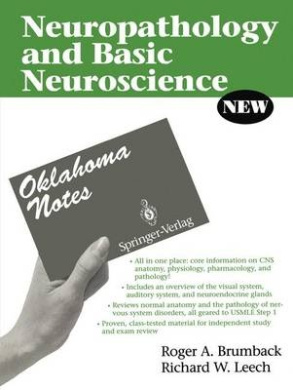 Neuropathology
and Basic
Neuroscience
NEW
Oklahoma
Notes
Springer-Verlag
• All in one place: core information on CNS
anatomy, physiology, pharmacology, and
pathology!
• Includes an overview of the visual system,
auditory system, and neuroendocrine glands
• Reviews normal anatomy and the pathology of ner-
vous system disorders, all geared to USMLE Step 1
• Proven, class-tested material for independent study
and exam review
Roger A. Brumback
Richard W. Leech